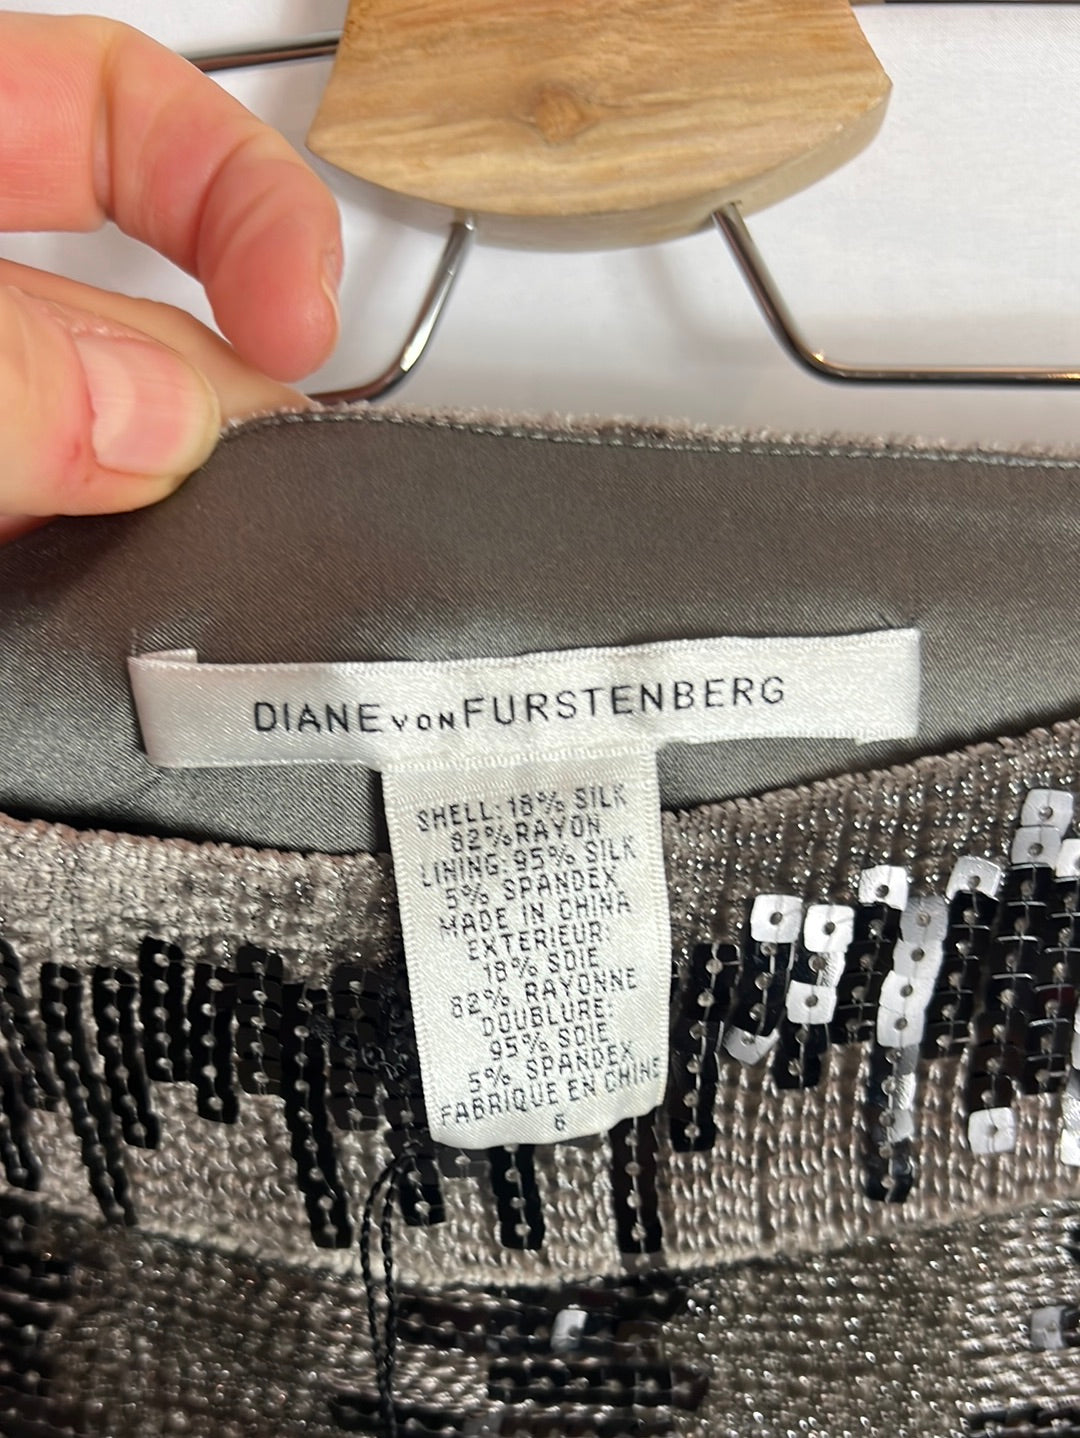 DIANE VON FURSTENBERG
SHELL: 18% SILK
82% RAYON
LINING: 95% SILK
5% SPANDEX
MADE IN CHINA
EXTERIEUR:
18% SOIE
82% RAYONNE
DOUBLURE:
95% SOIE
5% SPANDEX
FABRIQUE EN CHINE
6